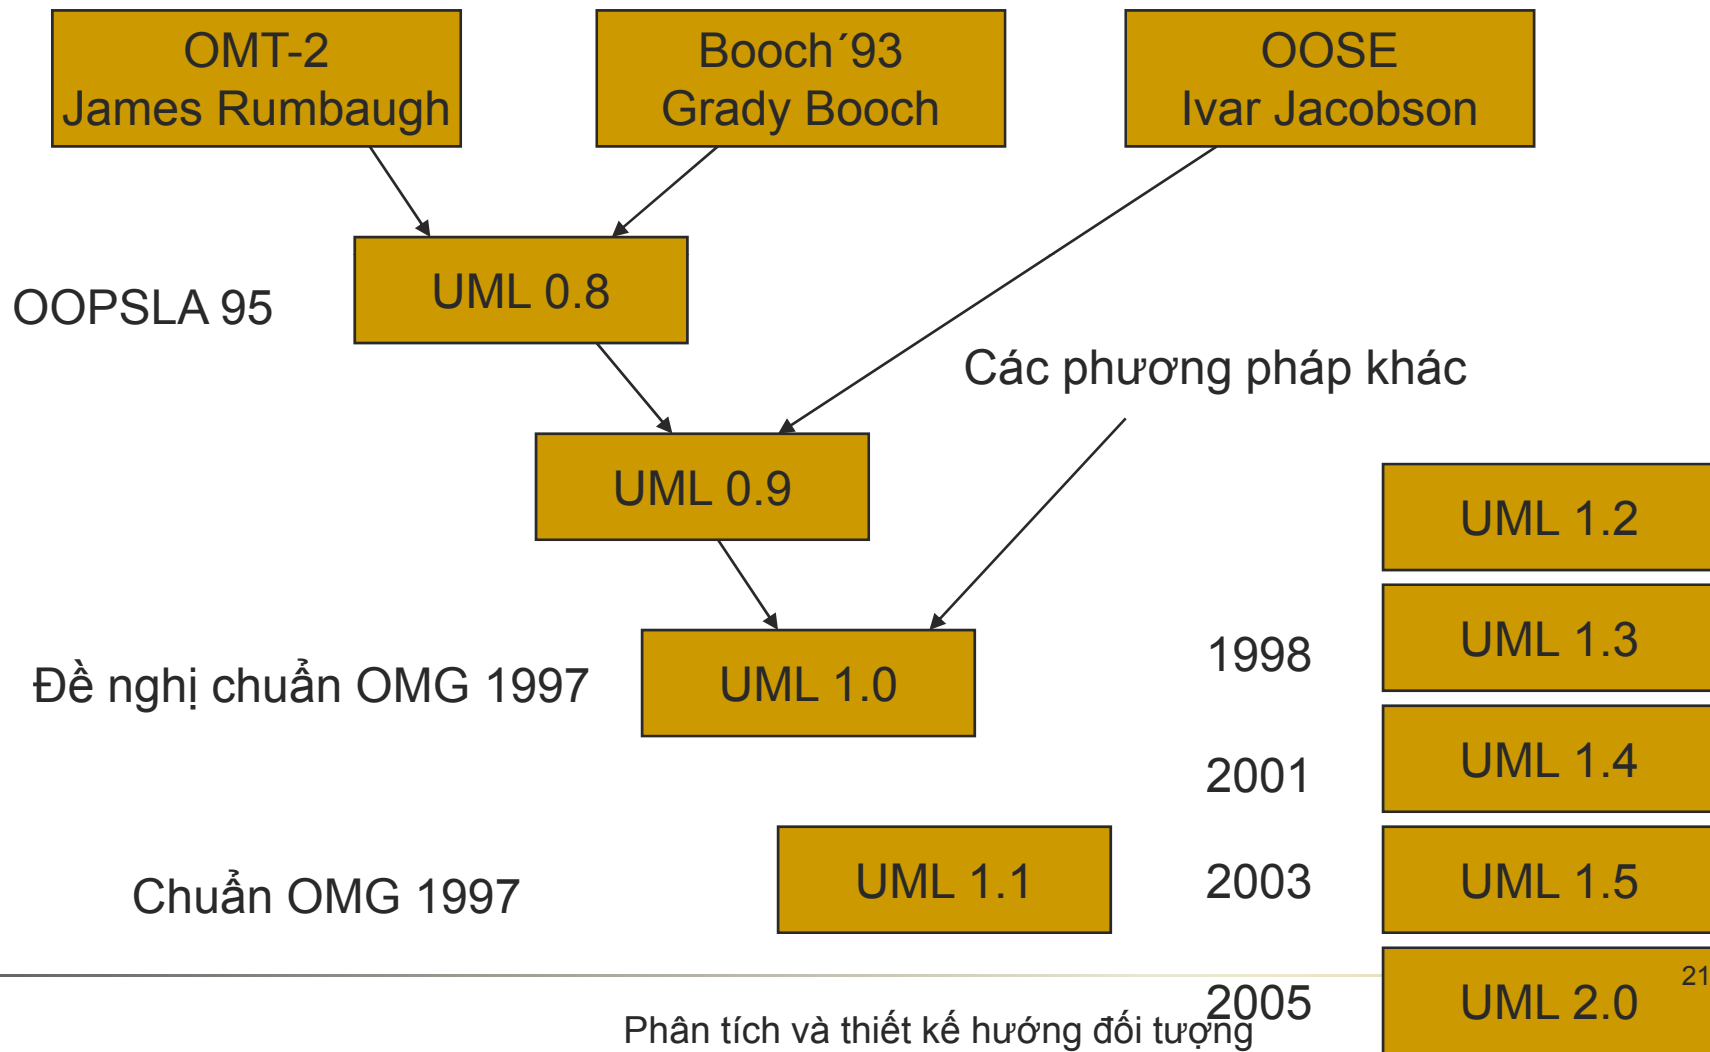 OMT-2
James Rumbaugh
Booch´93
Grady Booch
OOSE
Ivar Jacobson
OOPSLA 95
UML 0.8
Các phương pháp khác
UML 0.9
UML 1.2
1998
UML 1.3
Đề nghị chuẩn OMG 1997
UML 1.0
2001
UML 1.4
Chuẩn OMG 1997
UML 1.1
2003
UML 1.5
2005
UML 2.0
21
Phân tích và thiết kế hướng đối tượng